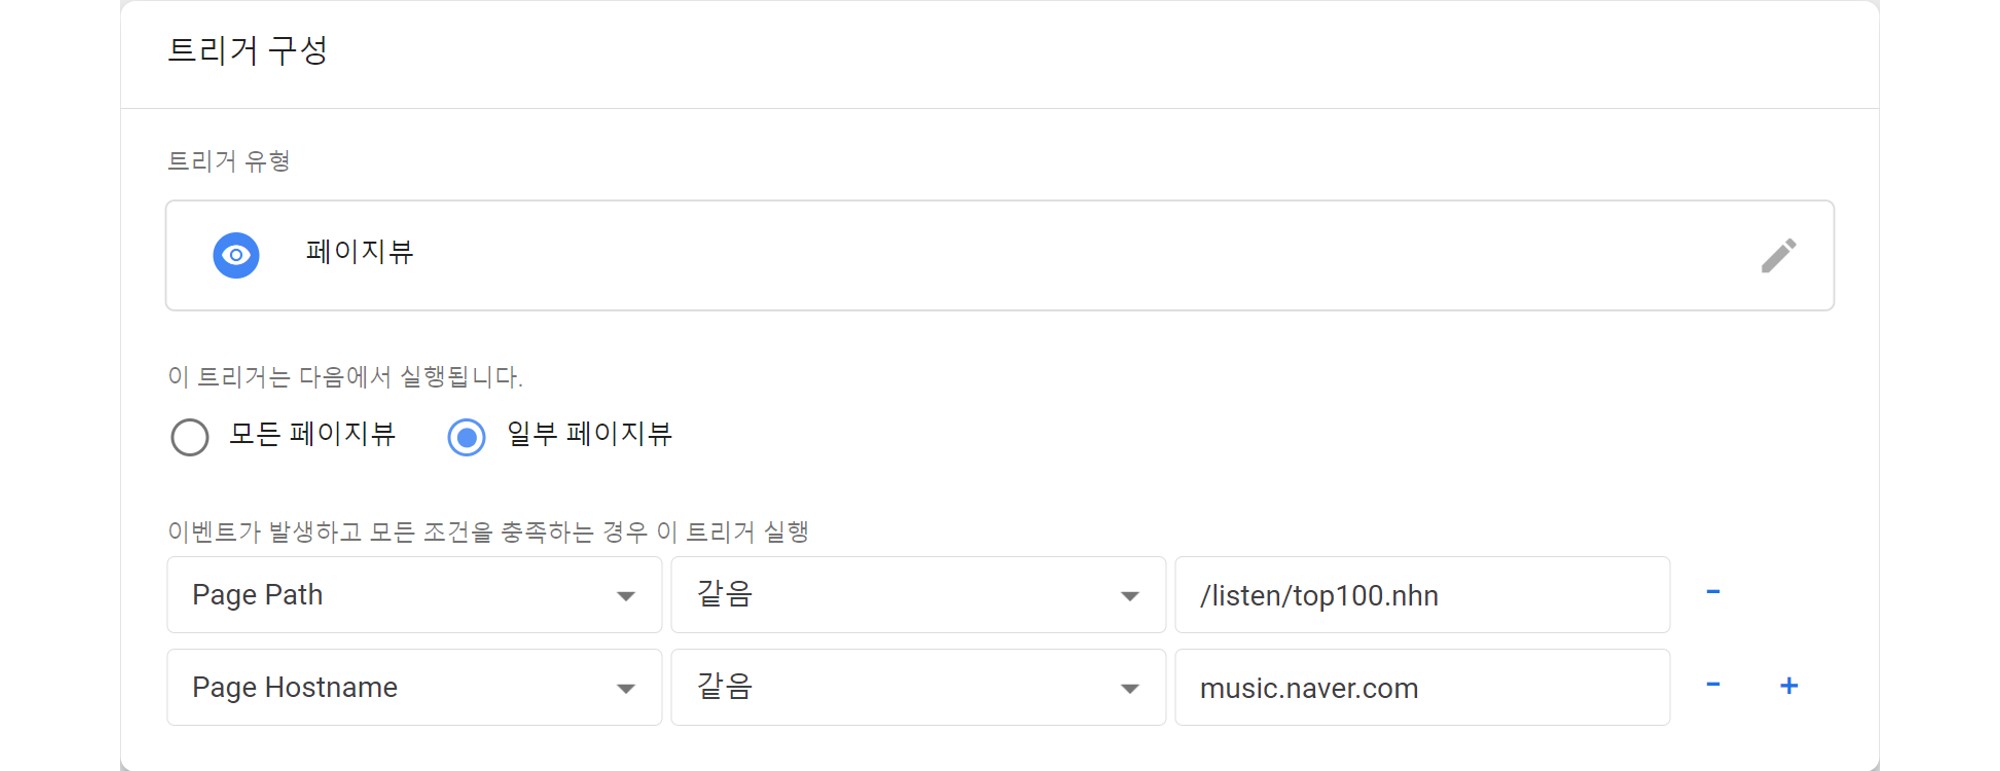 트리거 구성
트리거 유형
페이지뷰
이 트리거는 다음에서 실행됩니다.
모든 페이지뷰 일부 페이지뷰
이벤트가 발생하고 모든 조건을 충족하는 경우 이 트리거 실행
Page Path 같음 /listen/top100.nhn -
Page Hostname 같음 music.naver.com - +